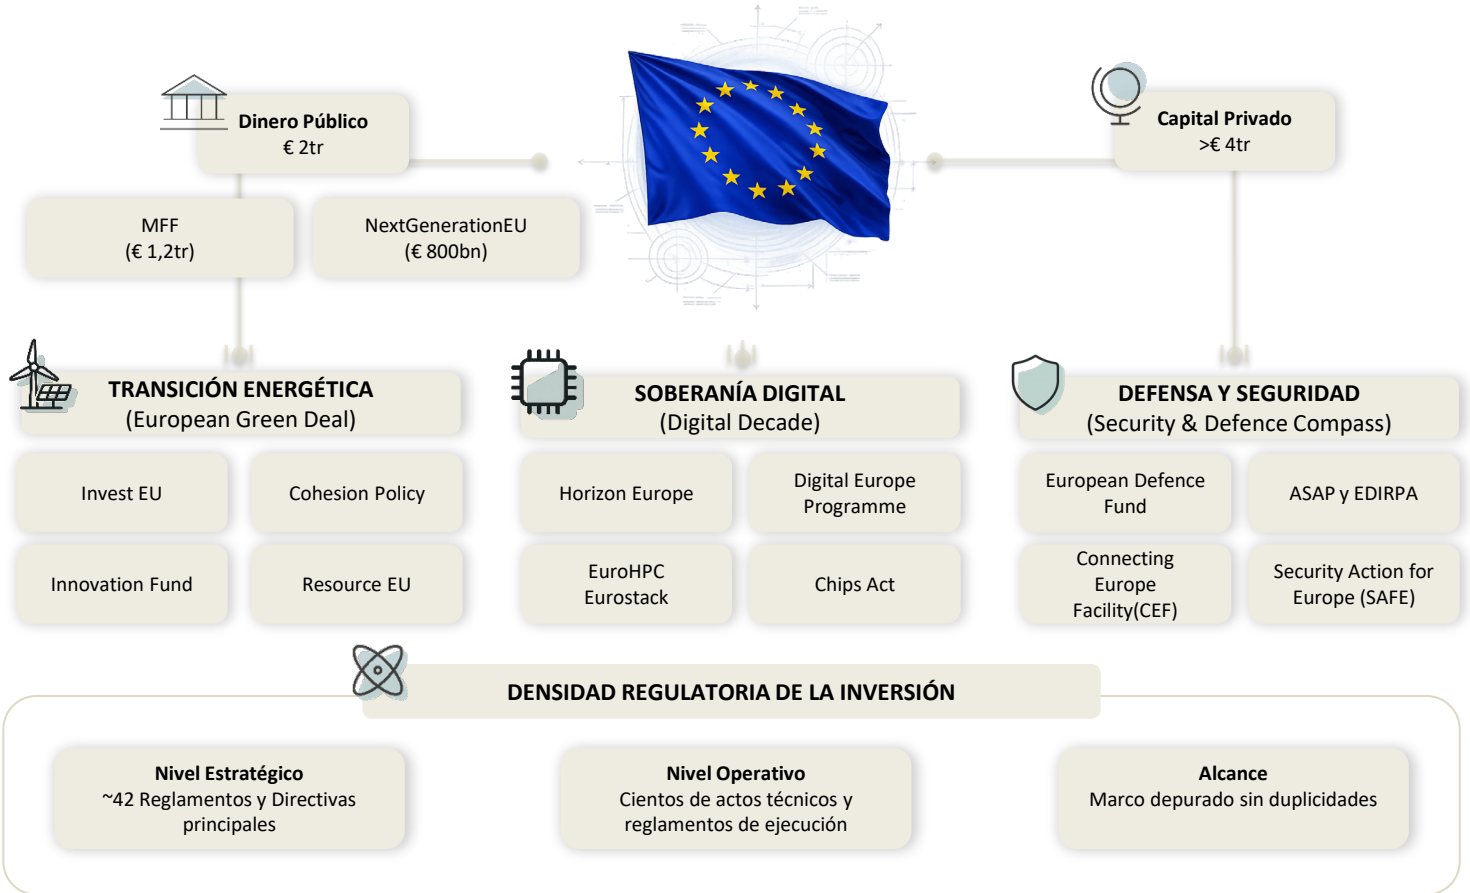 Dinero Público
€ 2tr
Capital Privado
>€ 4tr
MFF
(€ 1,2tr)
NextGenerationEU
(€ 800bn)
TRANSICIÓN ENERGÉTICA
(European Green Deal)
SOBERANÍA DIGITAL
(Digital Decade)
DEFENSA Y SEGURIDAD
(Security & Defence Compass)
Invest EU
Cohesion Policy
Horizon Europe
Digital Europe
Programme
European Defence
Fund
ASAP y EDIRPA
Innovation Fund
Resource EU
EuroHPC
Eurostack
Chips Act
Connecting
Europe
Facility(CEF)
Security Action for
Europe (SAFE)
DENSIDAD REGULATORIA DE LA INVERSIÓN
Nivel Estratégico
~42 Reglamentos y Directivas
principales
Nivel Operativo
Cientos de actos técnicos y
reglamentos de ejecución
Alcance
Marco depurado sin duplicidades